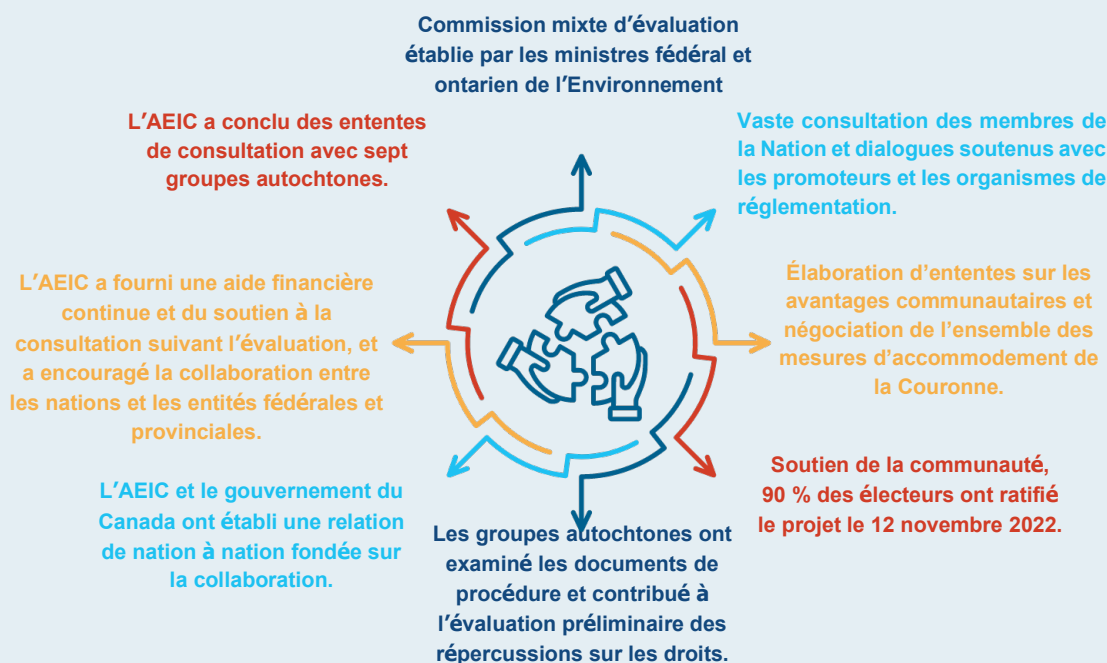 Commission mixte d'évaluation
établie par les ministres fédéral et
ontarien de l'Environnement
L'AEIC a conclu des ententes
de consultation avec sept
groupes autochtones.
Vaste consultation des membres de
la Nation et dialogues soutenus avec
les promoteurs et les organismes de
réglementation.
L'AEIC a fourni une aide financière
continue et du soutien à la
consultation suivant l'évaluation, et
a encouragé la collaboration entre
les nations et les entités fédérales et
provinciales.
Élaboration d'ententes sur les
avantages communautaires et
négociation de l'ensemble des
mesures d'accommodement de
la Couronne.
L'AEIC et le gouvernement du
Canada ont établi une relation
de nation à nation fondée sur
la collaboration.
Soutien de la communauté,
90 % des électeurs ont ratifié
le projet le 12 novembre 2022.
Les groupes autochtones ont
examiné les documents de
procédure et contribué à
l'évaluation préliminaire des
répercussions sur les droits.